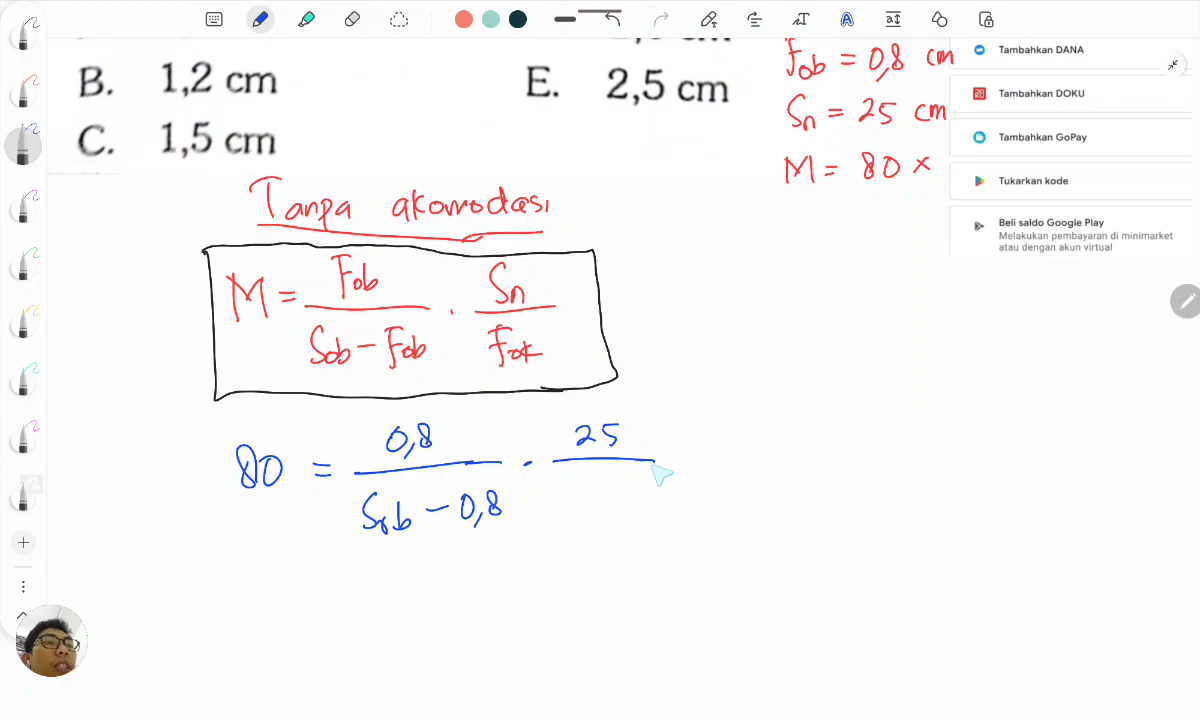 B. 1,2 cm
E. 2,5 cm
C. 1,5 cm
Fob = 0,8 cm
Sn = 25 cm
M = 80 ×
Tambahkan DANA
Tambahkan DOKU
Tambahkan GoPay
Tukarkan kode
Beli saldo Google Play
Melakukan pembayaran di minimarket
atau dengan akun virtual
Tanpa akomodasi
M = Fob / Sob - Fob . Sn / Fok
80 = 0,8 / Sob - 0,8 . 25